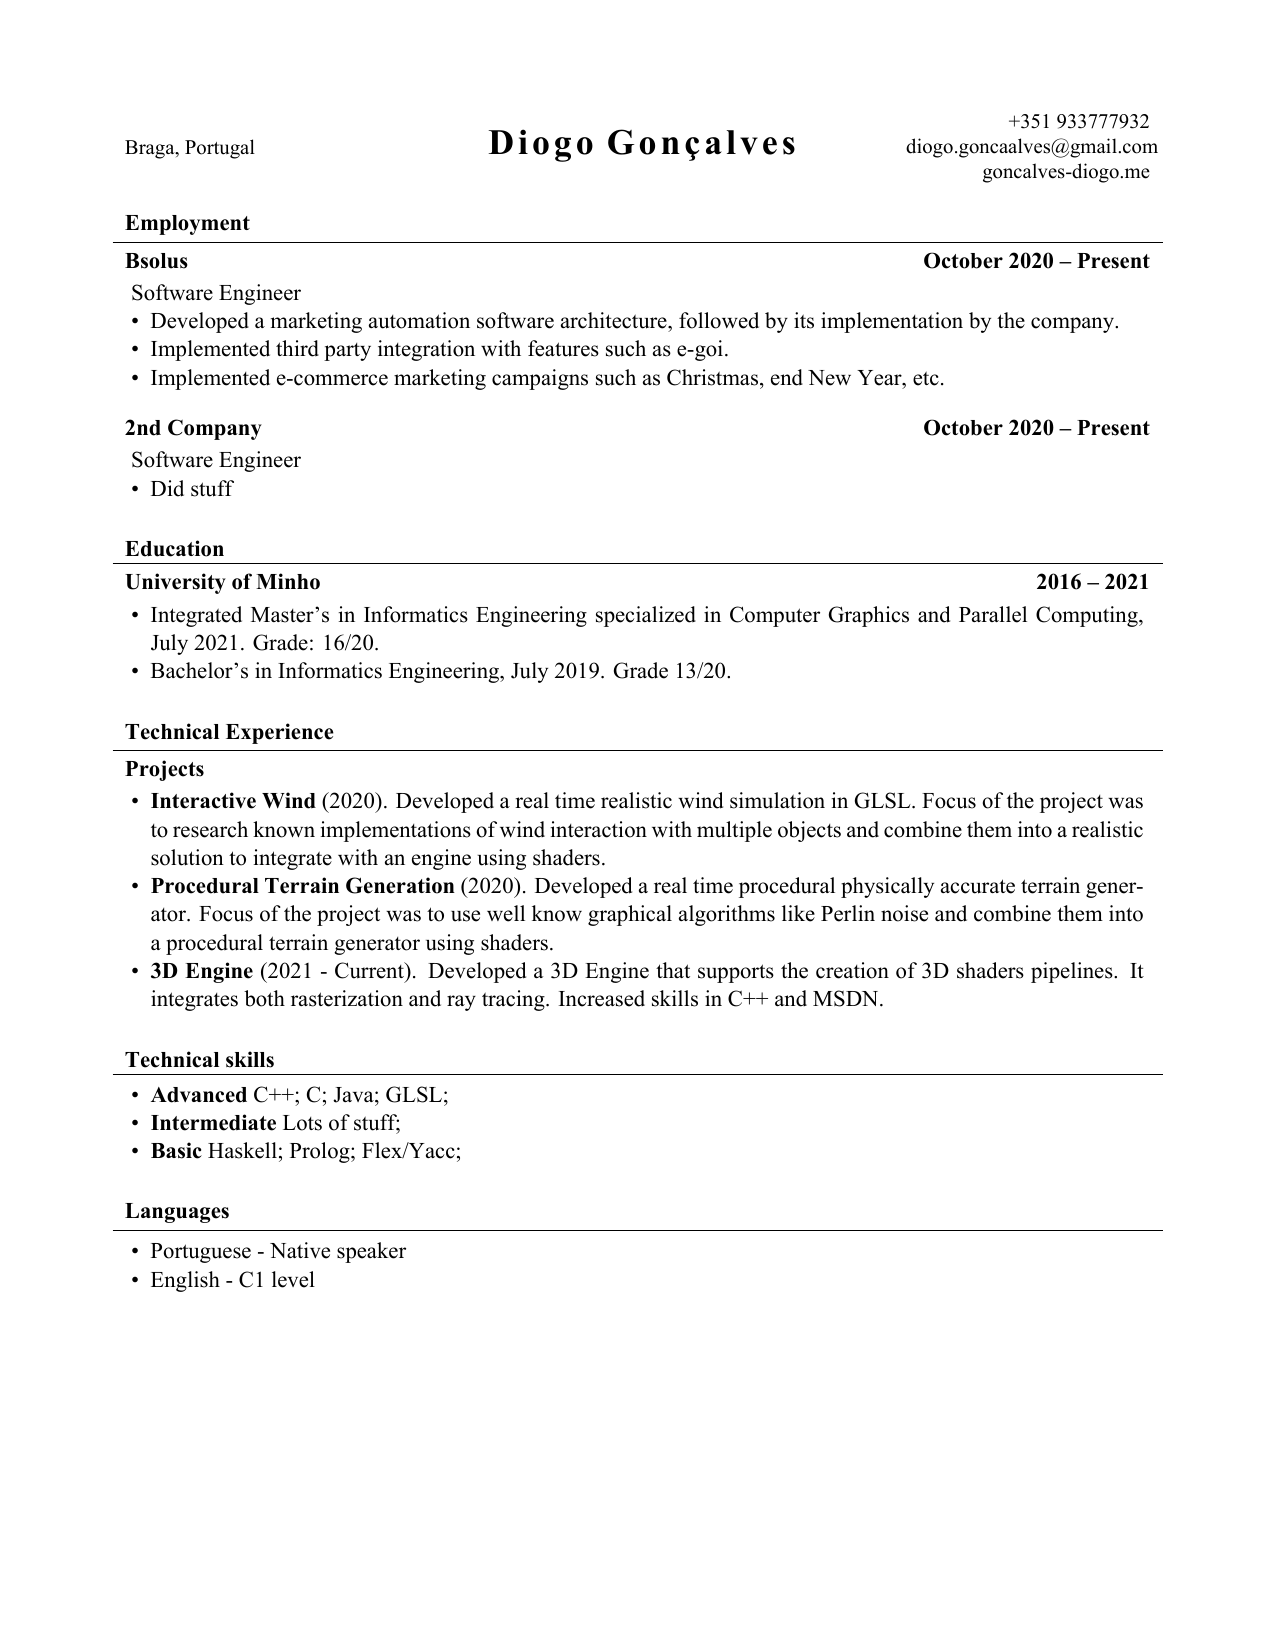 Braga, Portugal
Diogo Gonçalves
+351 933777932
diogo.goncaalves@gmail.com
goncalves-diogo.me
Employment
Bsolus October 2020 – Present
Software Engineer
• Developed a marketing automation software architecture, followed by its implementation by the company.
• Implemented third party integration with features such as e-goi.
• Implemented e-commerce marketing campaigns such as Christmas, end New Year, etc.
2nd Company October 2020 – Present
Software Engineer
• Did stuff
Education
University of Minho 2016 – 2021
• Integrated Master’s in Informatics Engineering specialized in Computer Graphics and Parallel Computing,
July 2021. Grade: 16/20.
• Bachelor’s in Informatics Engineering, July 2019. Grade 13/20.
Technical Experience
Projects
• Interactive Wind (2020). Developed a real time realistic wind simulation in GLSL. Focus of the project was
to research known implementations of wind interaction with multiple objects and combine them into a realistic
solution to integrate with an engine using shaders.
• Procedural Terrain Generation (2020). Developed a real time procedural physically accurate terrain gener-
ator. Focus of the project was to use well know graphical algorithms like Perlin noise and combine them into
a procedural terrain generator using shaders.
• 3D Engine (2021 - Current). Developed a 3D Engine that supports the creation of 3D shaders pipelines. It
integrates both rasterization and ray tracing. Increased skills in C++ and MSDN.
Technical skills
• Advanced C++; C; Java; GLSL;
• Intermediate Lots of stuff;
• Basic Haskell; Prolog; Flex/Yacc;
Languages
• Portuguese - Native speaker
• English - C1 level